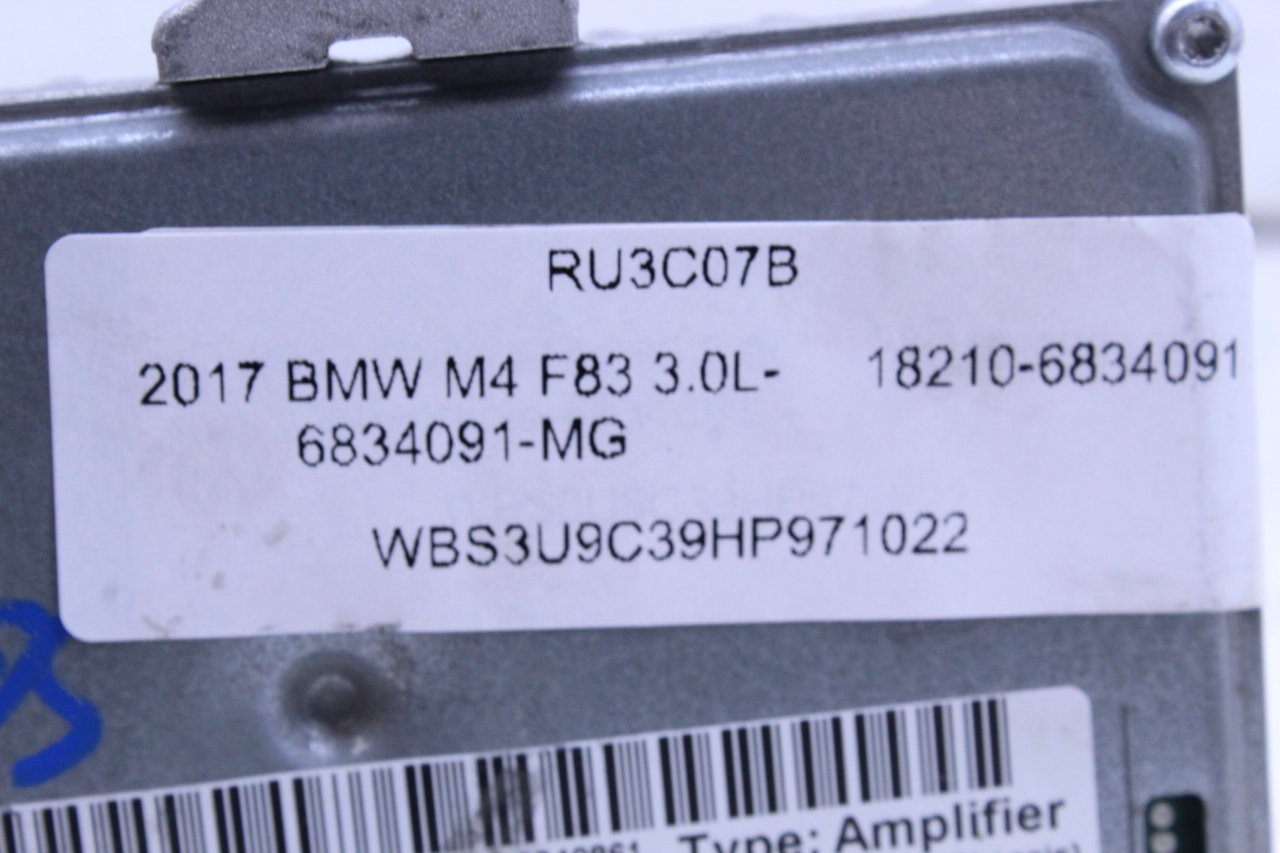 RU3C07B
2017 BMW M4 F83 3.0L- 18210-6834091
6834091-MG
WBS3U9C39HP971022
Type: Amplifier